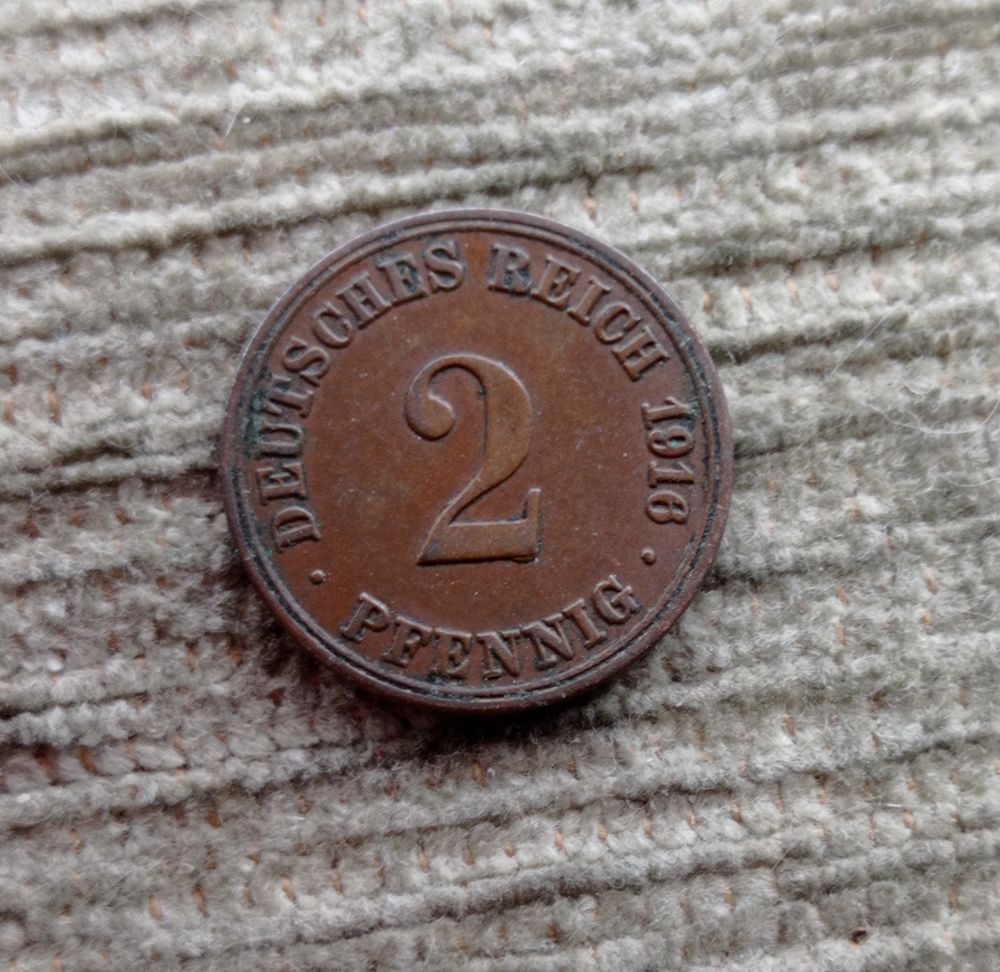 DEUTSCHES REICH 1916
2
PFENNIG